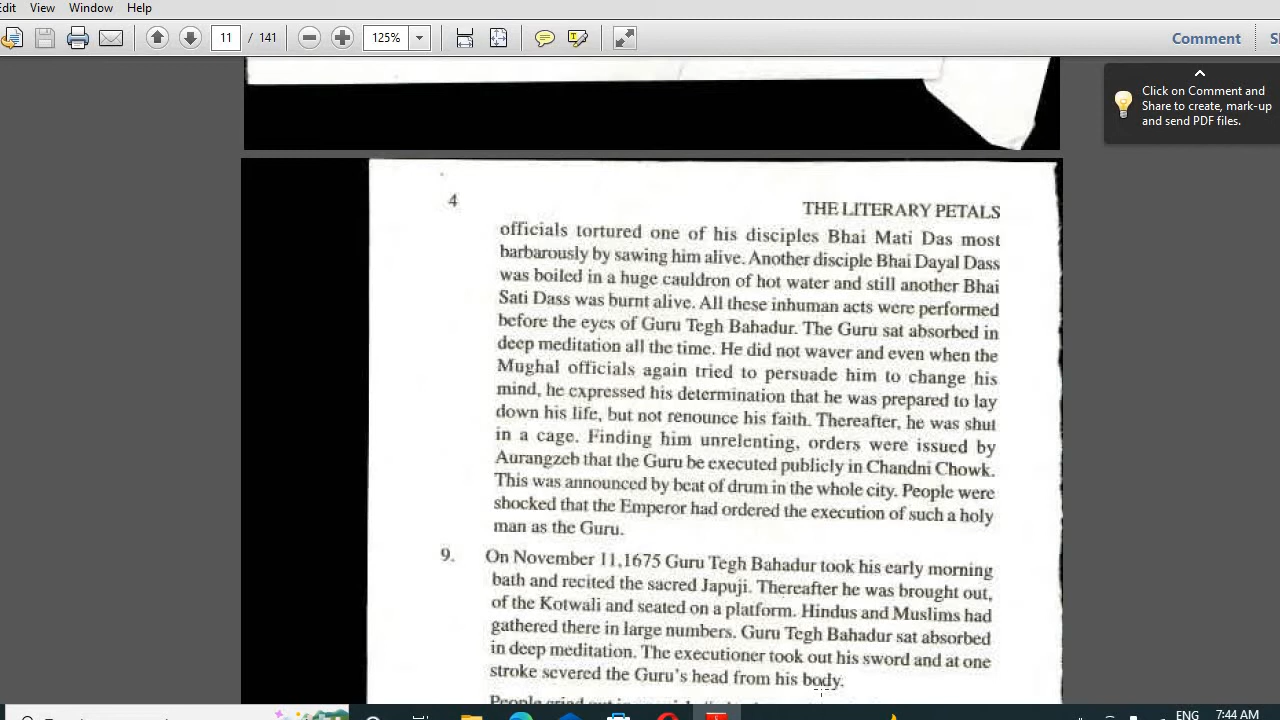 Edit View Window Help
11 / 141 125% Comment
Click on Comment and
Share to create, mark-up
and send PDF files.
4 THE LITERARY PETALS
officials tortured one of his disciples Bhai Mati Das most
barbarously by sawing him alive. Another disciple Bhai Dayal Dass
was boiled in a huge cauldron of hot water and still another Bhai
Sati Dass was burnt alive. All these inhuman acts were performed
before the eyes of Guru Tegh Bahadur. The Guru sat absorbed in
deep meditation all the time. He did not waver and even when the
Mughal officials again tried to persuade him to change his
mind, he expressed his determination that he was prepared to lay
down his life, but not renounce his faith. Thereafter, he was shut
in a cage. Finding him unrelenting, orders were issued by
Aurangzeb that the Guru be executed publicly in Chandni Chowk.
This was announced by beat of drum in the whole city. People were
shocked that the Emperor had ordered the execution of such a holy
man as the Guru.
9. On November 11,1675 Guru Tegh Bahadur took his early morning
bath and recited the sacred Japuji. Thereafter he was brought out,
of the Kotwali and seated on a platform. Hindus and Muslims had
gathered there in large numbers. Guru Tegh Bahadur sat absorbed
in deep meditation. The executioner took out his sword and at one
stroke severed the Guru's head from his body.
People
ENG 7:44 AM